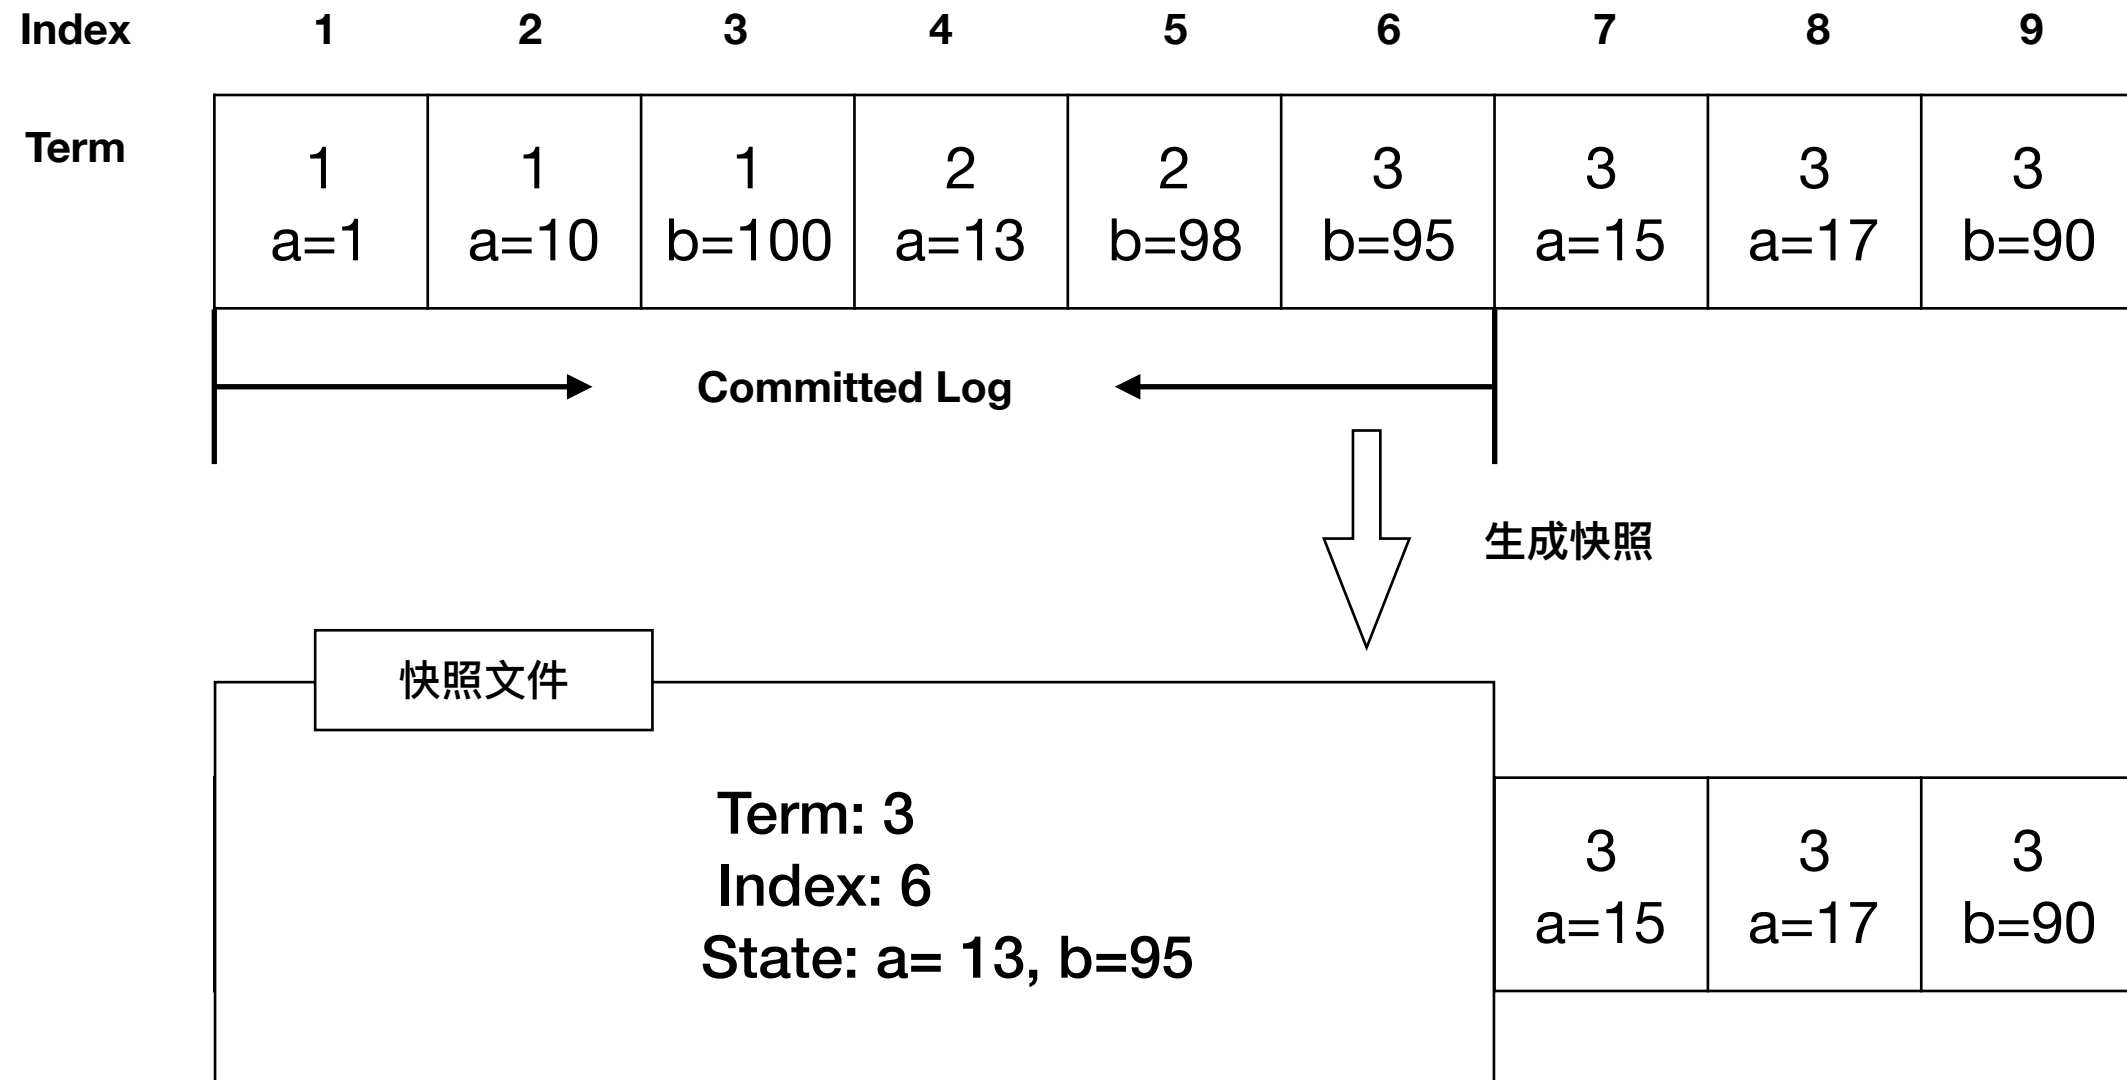 Index 1 2 3 4 5 6 7 8 9
Term 1 1 1 2 2 3 3 3 3
a=1 a=10 b=100 a=13 b=98 b=95 a=15 a=17 b=90
Committed Log
生成快照
快照文件
Term: 3
Index: 6
State: a= 13, b=95
3 3 3
a=15 a=17 b=90